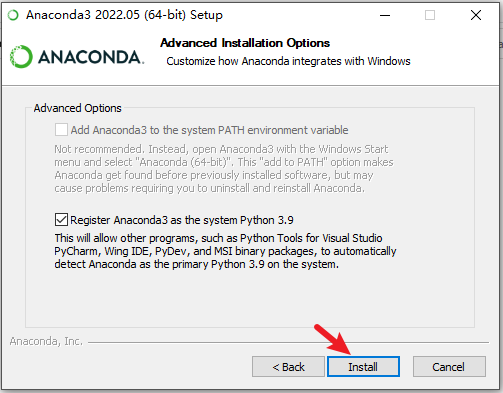 Anaconda3 2022.05 (64-bit) Setup
ANACONDA.
Advanced Installation Options
Customize how Anaconda integrates with Windows
Advanced Options
Add Anaconda3 to the system PATH environment variable
Not recommended. Instead, open Anaconda3 with the Windows Start
menu and select "Anaconda (64-bit)". This "add to PATH" option makes
Anaconda get found before previously installed software, but may
cause problems requiring you to uninstall and reinstall Anaconda.
Register Anaconda3 as the system Python 3.9
This will allow other programs, such as Python Tools for Visual Studio
PyCharm, Wing IDE, PyDev, and MSI binary packages, to automatically
detect Anaconda as the primary Python 3.9 on the system.
Anaconda, Inc.
< Back
Install
Cancel